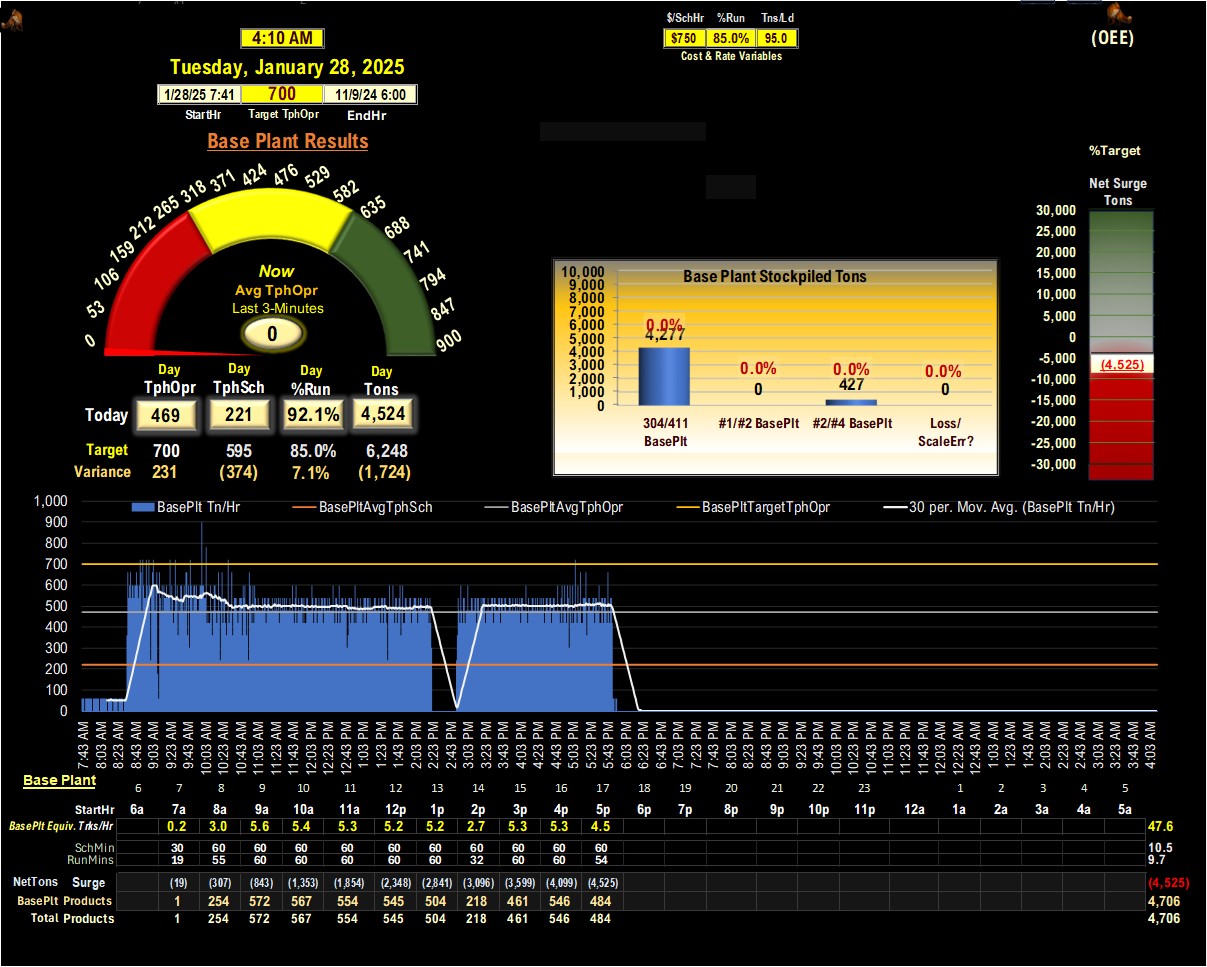 $/SchHr %Run Tns/Ld
$750 85.0% 95.0
Cost & Rate Variables
(OEE)
4:10 AM
Tuesday, January 28, 2025
1/28/25 7:41 700 11/9/24 6:00
StartHr Target TphOpr EndHr
Base Plant Results
0 53 106 159 212 265 318 371 424 476 529 582 635 688 741 794 847 900
Now
Avg TphOpr
Last 3-Minutes
0
Day Day Day Day
TphOpr TphSch %Run Tons
Today 469 221 92.1% 4,524
Target 700 595 85.0% 6,248
Variance 231 (374) 7.1% (1,724)
Base Plant Stockpiled Tons
10,000
9,000
8,000
7,000
6,000
5,000
4,000
3,000
2,000
1,000
0
0.0% 0.0% 0.0% 0.0%
4,277 0 427 0
304/411 BasePlt
#1/#2 BasePlt
#2/#4 BasePlt
Loss/ ScaleErr?
%Target
Net Surge
Tons
30,000
25,000
20,000
15,000
10,000
5,000
0
-5,000
-10,000
-15,000
-20,000
-25,000
-30,000
(4,525)
BasePlt Tn/Hr BasePltAvgTphSch BasePltAvgTphOpr BasePltTargetTphOpr 30 per. Mov. Avg. (BasePlt Tn/Hr)
1,000
900
800
700
600
500
400
300
200
100
0
7:43 AM 8:03 AM 8:23 AM 8:43 AM 9:03 AM 9:23 AM 9:43 AM 10:03 AM 10:23 AM 10:43 AM 11:03 AM 11:23 AM 11:43 AM 12:03 PM 12:23 PM 12:43 PM 1:03 PM 1:23 PM 1:43 PM 2:03 PM 2:23 PM 2:43 PM 3:03 PM 3:23 PM 3:43 PM 4:03 PM 4:23 PM 4:43 PM 5:03 PM 5:23 PM 5:43 PM 6:03 PM 6:23 PM 6:43 PM 7:03 PM 7:23 PM 7:43 PM 8:03 PM 8:23 PM 8:43 PM 9:03 PM 9:23 PM 9:43 PM 10:03 PM 10:23 PM 10:43 PM 11:03 PM 11:23 PM 11:43 PM 12:03 AM 12:23 AM 12:43 AM 1:03 AM 1:23 AM 1:43 AM 2:03 AM 2:23 AM 2:43 AM 3:03 AM 3:23 AM 3:43 AM 4:03 AM
Base Plant
6 7 8 9 10 11 12 13 14 15 16 17 18 19 20 21 22 23 1 2 3 4 5
StartHr 6a 7a 8a 9a 10a 11a 12p 1p 2p 3p 4p 5p 6p 7p 8p 9p 10p 11p 12a 1a 2a 3a 4a 5a
BasePlt Equiv. Trks/Hr 0.2 3.0 5.6 5.4 5.3 5.2 5.2 2.7 5.3 5.3 4.5 47.6
SchMin 30 60 60 60 60 60 60 60 60 60 60 10.5
RunMins 19 55 60 60 60 60 60 32 60 60 54 9.7
NetTons Surge (19) (307) (843) (1,353) (1,854) (2,348) (2,841) (3,096) (3,599) (4,099) (4,525) (4,525)
BasePlt Products 1 254 572 567 554 545 504 218 461 546 484 4,706
Total Products 1 254 572 567 554 545 504 218 461 546 484 4,706